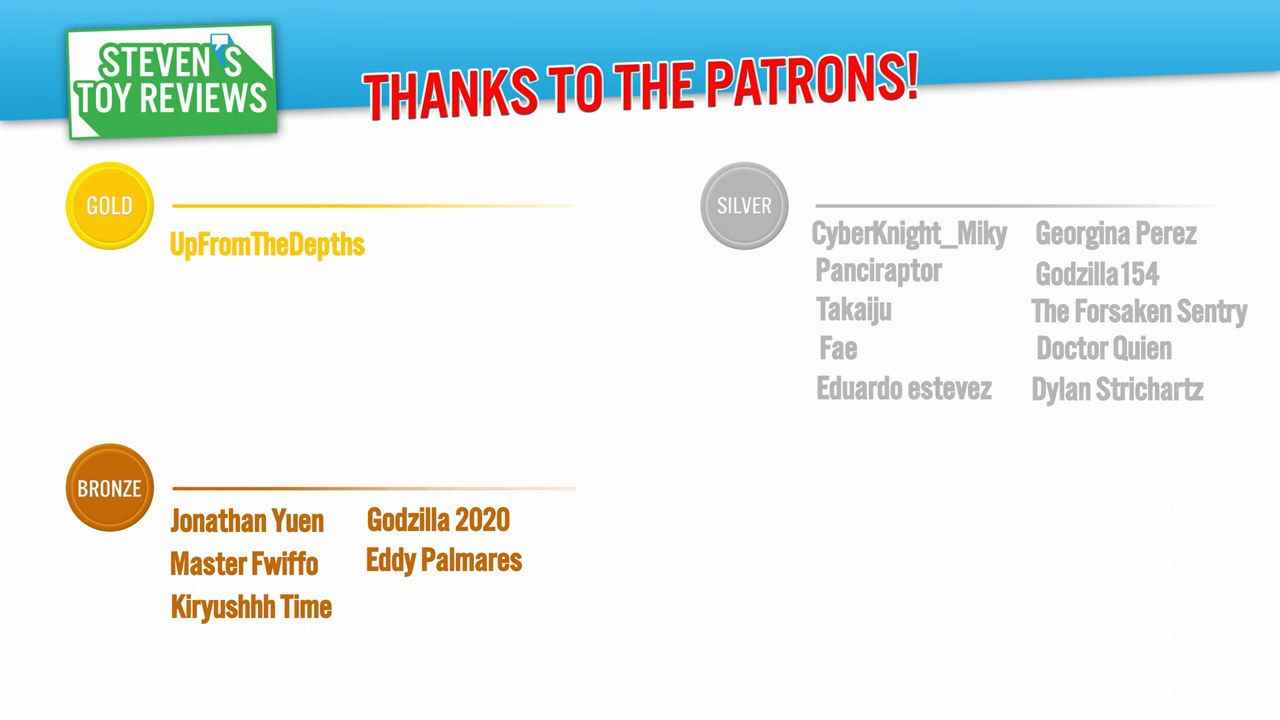 STEVEN'S
TOY REVIEWS
THANKS TO THE PATRONS!
GOLD
UpFromTheDepths
SILVER
CyberKnight_Miky
Panciraptor
Takaiju
Fae
Eduardo estevez
Georgina Perez
Godzilla154
The Forsaken Sentry
Doctor Quien
Dylan Strichartz
BRONZE
Jonathan Yuen
Master Fwiffo
Kiryushhh Time
Godzilla 2020
Eddy Palmares